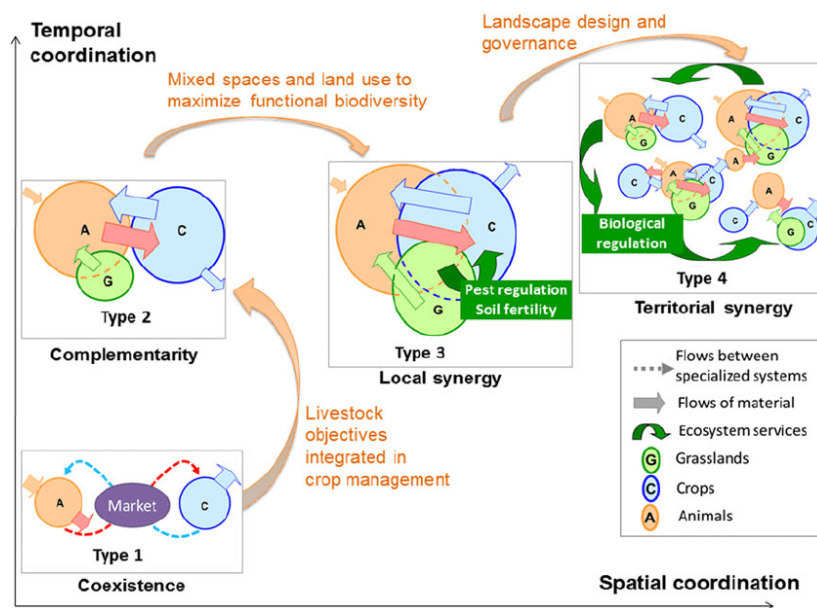 Temporal
coordination
Landscape design and
governance
Mixed spaces and land use to
maximize functional biodiversity
A
C
G
Type 2
Complementarity
A
C
G
Pest regulation
Soil fertility
Type 3
Local synergy
A
C
G
A
C
G
C
A
C
G
A
A
C
G
C
Biological
regulation
Type 4
Territorial synergy
Livestock
objectives
integrated in
crop management
A
Market
C
Type 1
Coexistence
Flows between
specialized systems
Flows of material
Ecosystem services
G Grasslands
C Crops
A Animals
Spatial coordination